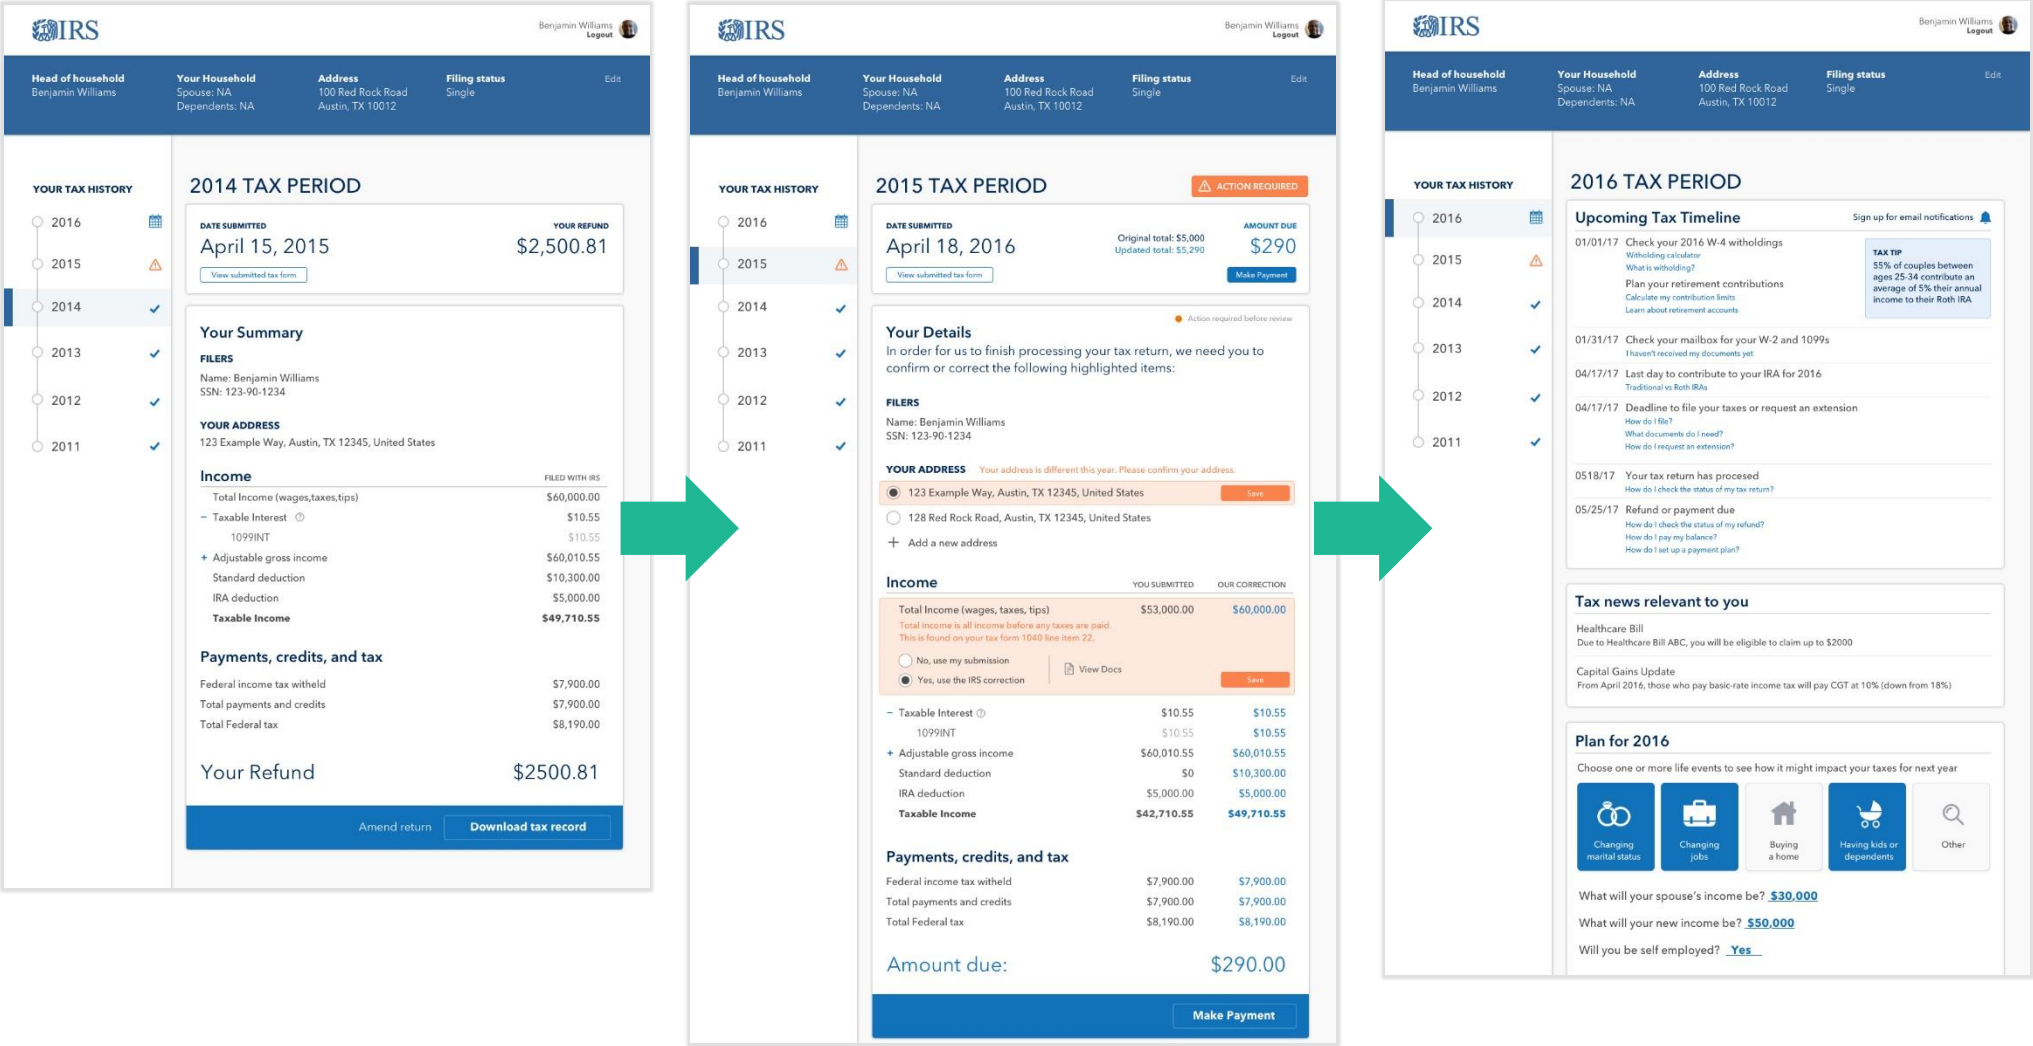 IRS
Benjamin Williams
Logout
Head of household
Benjamin Williams
Your Household
Spouse: NA
Dependents: NA
Address
100 Red Rock Road
Austin, TX 10012
Filing status
Single
Edit
YOUR TAX HISTORY
2016
2015
2014
2013
2012
2011
2014 TAX PERIOD
DATE SUBMITTED
April 15, 2015
View submitted tax form
YOUR REFUND
$2,500.81
Your Summary
FILERS
Name: Benjamin Williams
SSN: 123-90-1234
YOUR ADDRESS
123 Example Way, Austin, TX 12345, United States
Income FILED WITH IRS
Total Income (wages,taxes,tips) $60,000.00
− Taxable Interest ? $10.55
1099INT $10.55
+ Adjustable gross income $60,010.55
Standard deduction $10,300.00
IRA deduction $5,000.00
Taxable Income $49,710.55
Payments, credits, and tax
Federal income tax witheld $7,900.00
Total payments and credits $7,900.00
Total Federal tax $8,190.00
Your Refund $2500.81
Amend return Download tax record
IRS
Benjamin Williams
Logout
Head of household
Benjamin Williams
Your Household
Spouse: NA
Dependents: NA
Address
100 Red Rock Road
Austin, TX 10012
Filing status
Single
Edit
YOUR TAX HISTORY
2016
2015
2014
2013
2012
2011
2015 TAX PERIOD
ACTION REQUIRED
DATE SUBMITTED
April 18, 2016
View submitted tax form
Original total: $5,000
Updated total: $5,290
AMOUNT DUE
$290
Make Payment
Action required before review
Your Details
In order for us to finish processing your tax return, we need you to
confirm or correct the following highlighted items:
FILERS
Name: Benjamin Williams
SSN: 123-90-1234
YOUR ADDRESS Your address is different this year. Please confirm your address.
123 Example Way, Austin, TX 12345, United States Save
128 Red Rock Road, Austin, TX 12345, United States
+ Add a new address
Income YOU SUBMITTED OUR CORRECTION
Total Income (wages, taxes, tips) $53,000.00 $60,000.00
Total income is all income before any taxes are paid.
This is found on your tax form 1040 line item 22.
No, use my submission
Yes, use the IRS correction
View Docs
Save
− Taxable Interest ? $10.55 $10.55
1099INT $10.55 $10.55
+ Adjustable gross income $60,010.55 $60,010.55
Standard deduction $0 $10,300.00
IRA deduction $5,000.00 $5,000.00
Taxable Income $42,710.55 $49,710.55
Payments, credits, and tax
Federal income tax witheld $7,900.00 $7,900.00
Total payments and credits $7,900.00 $7,900.00
Total Federal tax $8,190.00 $8,190.00
Amount due: $290.00
Make Payment
IRS
Benjamin Williams
Logout
Head of household
Benjamin Williams
Your Household
Spouse: NA
Dependents: NA
Address
100 Red Rock Road
Austin, TX 10012
Filing status
Single
Edit
YOUR TAX HISTORY
2016
2015
2014
2013
2012
2011
2016 TAX PERIOD
Upcoming Tax Timeline Sign up for email notifications
01/01/17 Check your 2016 W-4 witholdings
Witholding calculator
What is witholding?
Plan your retirement contributions
Calculate my contribution limits
Learn about retirement accounts
TAX TIP
55% of couples between
ages 25-34 contribute an
average of 5% their annual
income to their Roth IRA
01/31/17 Check your mailbox for your W-2 and 1099s
I haven't received my documents yet
04/17/17 Last day to contribute to your IRA for 2016
Traditional vs Roth IRAs
04/17/17 Deadline to file your taxes or request an extension
How do I file?
What documents do I need?
How do I request an extension?
0518/17 Your tax return has procesed
How do I check the status of my tax return?
05/25/17 Refund or payment due
How do I check the status of my refund?
How do I pay my balance?
How do I set up a payment plan?
Tax news relevant to you
Healthcare Bill
Due to Healthcare Bill ABC, you will be eligible to claim up to $2000
Capital Gains Update
From April 2016, those who pay basic-rate income tax will pay CGT at 10% (down from 18%)
Plan for 2016
Choose one or more life events to see how it might impact your taxes for next year
Changing
marital status
Changing
jobs
Buying
a home
Having kids or
dependents
Other
What will your spouse's income be? $30,000
What will your new income be? $50,000
Will you be self employed? Yes